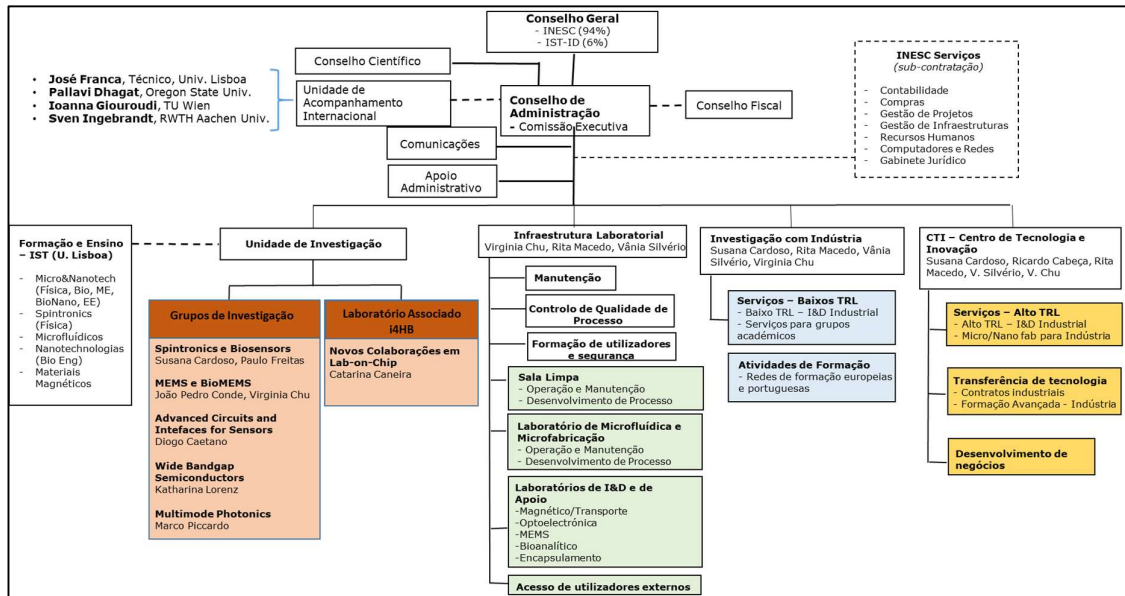 Conselho Geral
- INESC (94%)
- IST-ID (6%)
Conselho Científico
• José Franca, Técnico, Univ. Lisboa
• Pallavi Dhagat, Oregon State Univ.
• Ioanna Giouroudi, TU Wien
• Sven Ingebrandt, RWTH Aachen Univ.
Unidade de
Acompanhamento
Internacional
Conselho de
Administração
- Comissão Executiva
Conselho Fiscal
INESC Serviços
(sub-contratação)
- Contabilidade
- Compras
- Gestão de Projetos
- Gestão de Infraestruturas
- Recursos Humanos
- Computadores e Redes
- Gabinete Jurídico
Comunicações
Apoio
Administrativo
Formação e Ensino
– IST (U. Lisboa)
- Micro&Nanotech
(Física, Bio, ME,
BioNano, EE)
- Spintronics
(Física)
- Microfluídicos
- Nanotechnologias
(Bio Eng)
- Materiais
Magnéticos
Unidade de Investigação
Grupos de Investigação
Spintronics e Biosensors
Susana Cardoso, Paulo Freitas
MEMS e BioMEMS
João Pedro Conde, Virginia Chu
Advanced Circuits and
Intefaces for Sensors
Diogo Caetano
Wide Bandgap
Semiconductors
Katharina Lorenz
Multimode Photonics
Marco Piccardo
Laboratório Associado
i4HB
Novos Colaborações em
Lab-on-Chip
Catarina Caneira
Infraestrutura Laboratorial
Virginia Chu, Rita Macedo, Vânia Silvério
Manutenção
Controlo de Qualidade de
Processo
Formação de utilizadores
e segurança
Sala Limpa
- Operação e Manutenção
- Desenvolvimento de Processo
Laboratório de Microfluídica e
Microfabricação
- Operação e Manutenção
- Desenvolvimento de Processo
Laboratórios de I&D e de
Apoio
-Magnético/Transporte
-Optoelectrónica
-MEMS
-Bioanalítico
-Encapsulamento
Acesso de utilizadores externos
Investigação com Indústria
Susana Cardoso, Rita Macedo, Vânia
Silvério, Virginia Chu
Serviços – Baixos TRL
- Baixo TRL – I&D Industrial
- Serviços para grupos
académicos
Atividades de Formação
- Redes de formação europeias
e portuguesas
CTI – Centro de Tecnologia e
Inovação
Susana Cardoso, Ricardo Cabeça, Rita
Macedo, V. Silvério, V. Chu
Serviços – Alto TRL
- Alto TRL – I&D Industrial
- Micro/Nano fab para Indústria
Transferência de tecnologia
- Contratos industriais
- Formação Avançada - Indústria
Desenvolvimento de
negócios